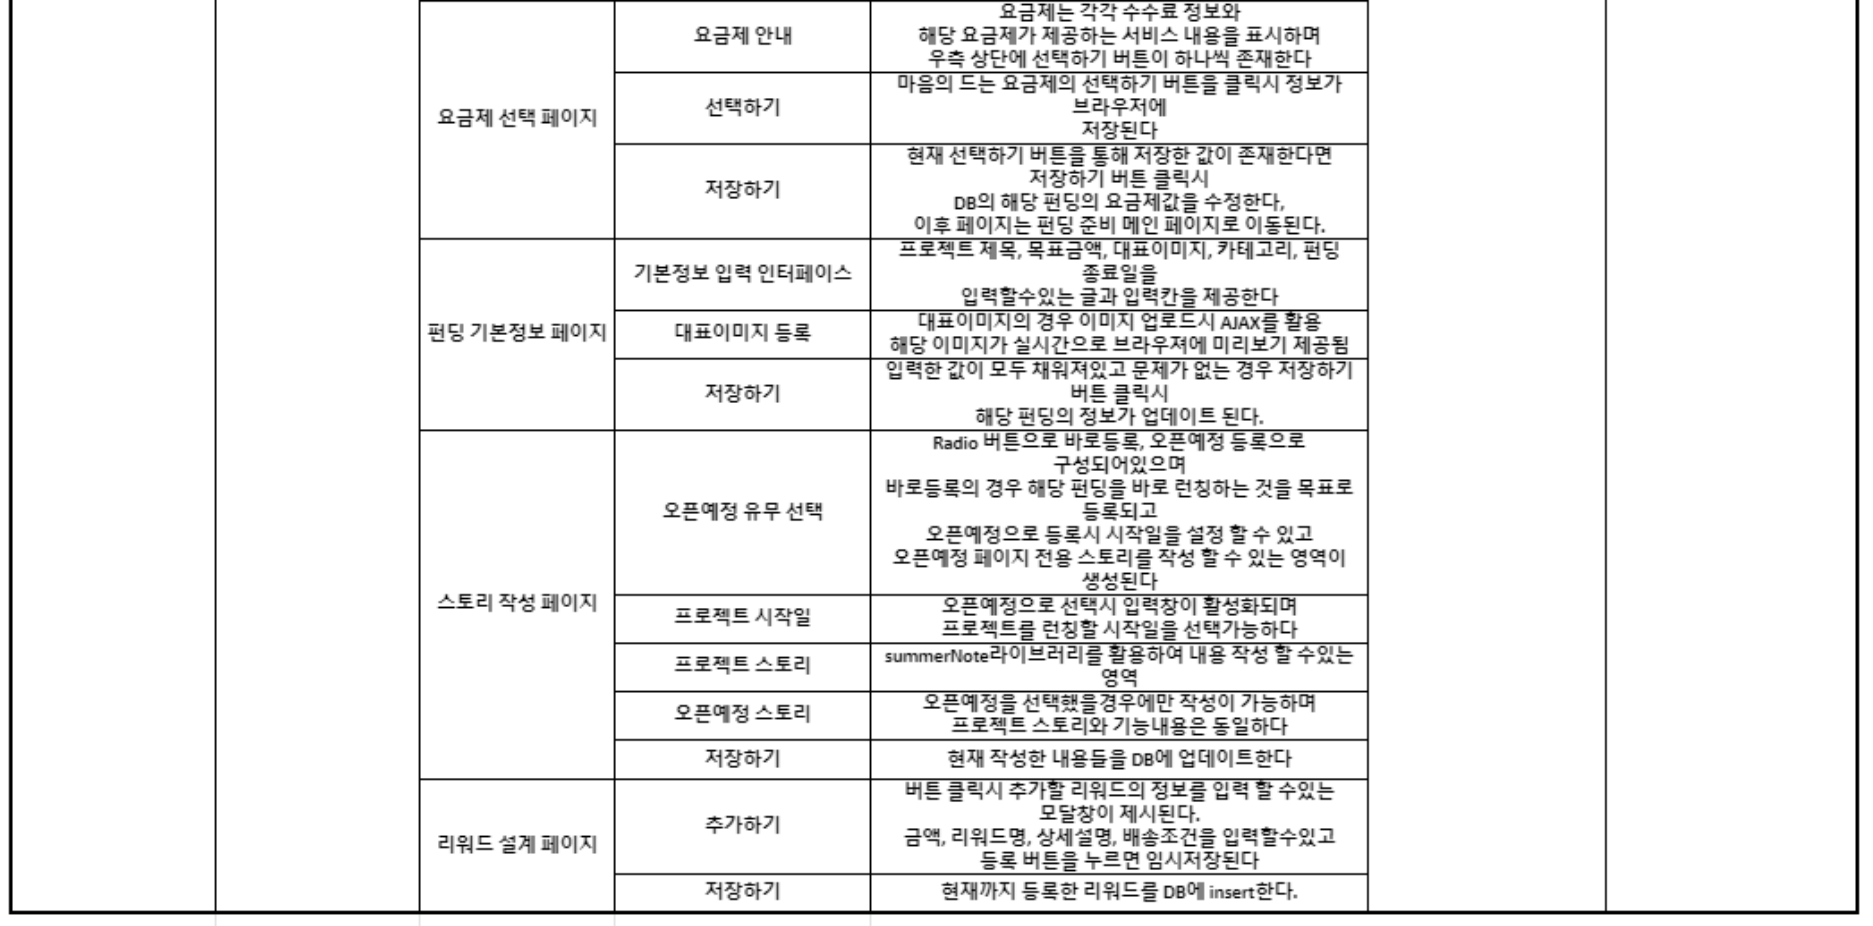 요금제 선택 페이지
요금제 안내
요금제는 각각 수수료 정보와
해당 요금제가 제공하는 서비스 내용을 표시하며
우측 상단에 선택하기 버튼이 하나씩 존재한다
선택하기
마음의 드는 요금제의 선택하기 버튼을 클릭시 정보가
브라우저에
저장된다
저장하기
현재 선택하기 버튼을 통해 저장한 값이 존재한다면
저장하기 버튼 클릭시
DB의 해당 펀딩의 요금제값을 수정한다,
이후 페이지는 펀딩 준비 메인 페이지로 이동된다.
펀딩 기본정보 페이지
기본정보 입력 인터페이스
프로젝트 제목, 목표금액, 대표이미지, 카테고리, 펀딩
종료일을
입력할수있는 글과 입력칸을 제공한다
대표이미지 등록
대표이미지의 경우 이미지 업로드시 AJAX를 활용
해당 이미지가 실시간으로 브라우져에 미리보기 제공됨
저장하기
입력한 값이 모두 채워져있고 문제가 없는 경우 저장하기
버튼 클릭시
해당 펀딩의 정보가 업데이트 된다.
스토리 작성 페이지
오픈예정 유무 선택
Radio 버튼으로 바로등록, 오픈예정 등록으로
구성되어있으며
바로등록의 경우 해당 펀딩을 바로 런칭하는 것을 목표로
등록되고
오픈예정으로 등록시 시작일을 설정 할 수 있고
오픈예정 페이지 전용 스토리를 작성 할 수 있는 영역이
생성된다
프로젝트 시작일
오픈예정으로 선택시 입력창이 활성화되며
프로젝트를 런칭할 시작일을 선택가능하다
프로젝트 스토리
summerNote라이브러리를 활용하여 내용 작성 할 수있는
영역
오픈예정 스토리
오픈예정을 선택했을경우에만 작성이 가능하며
프로젝트 스토리와 기능내용은 동일하다
저장하기
현재 작성한 내용들을 DB에 업데이트한다
리워드 설계 페이지
추가하기
버튼 클릭시 추가할 리워드의 정보를 입력 할 수있는
모달창이 제시된다.
금액, 리워드명, 상세설명, 배송조건을 입력할수있고
등록 버튼을 누르면 임시저장된다
저장하기
현재까지 등록한 리워드를 DB에 insert한다.